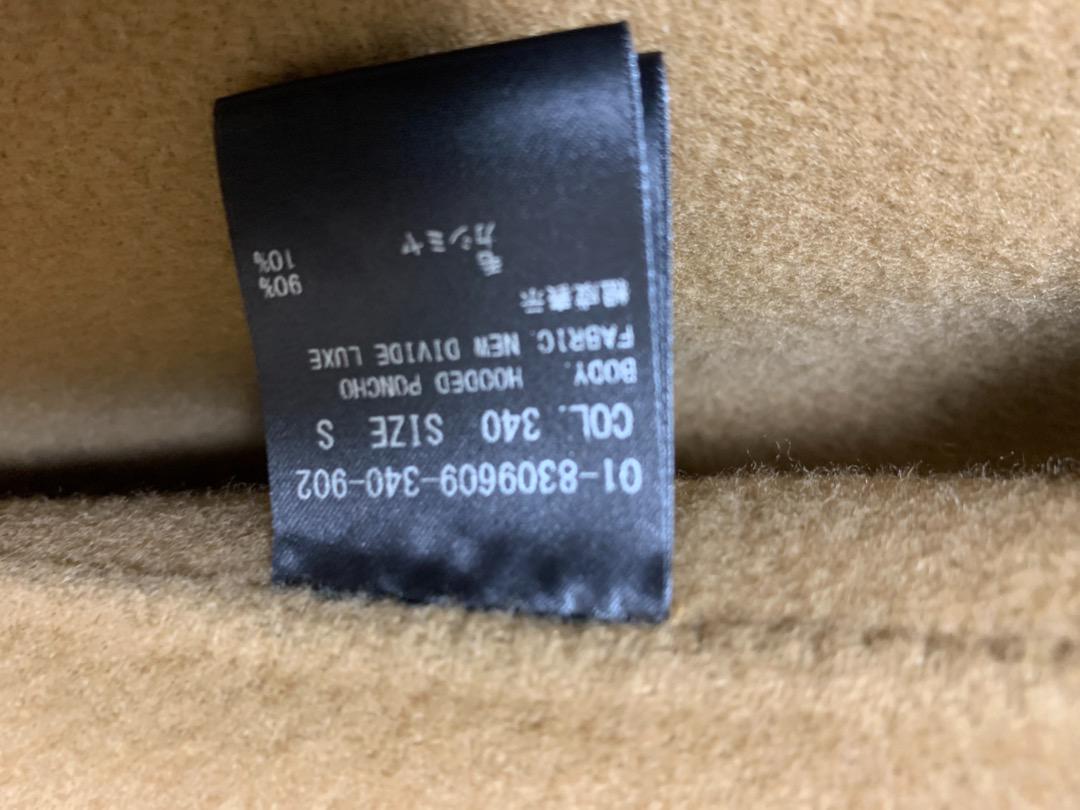 01-8309609-340-902
COL. 340 SIZE S
BODY. HOODED PONCHO
FABRIC. NEW DIVIDE LUXE
組成表示
毛 90%
カシミヤ 10%